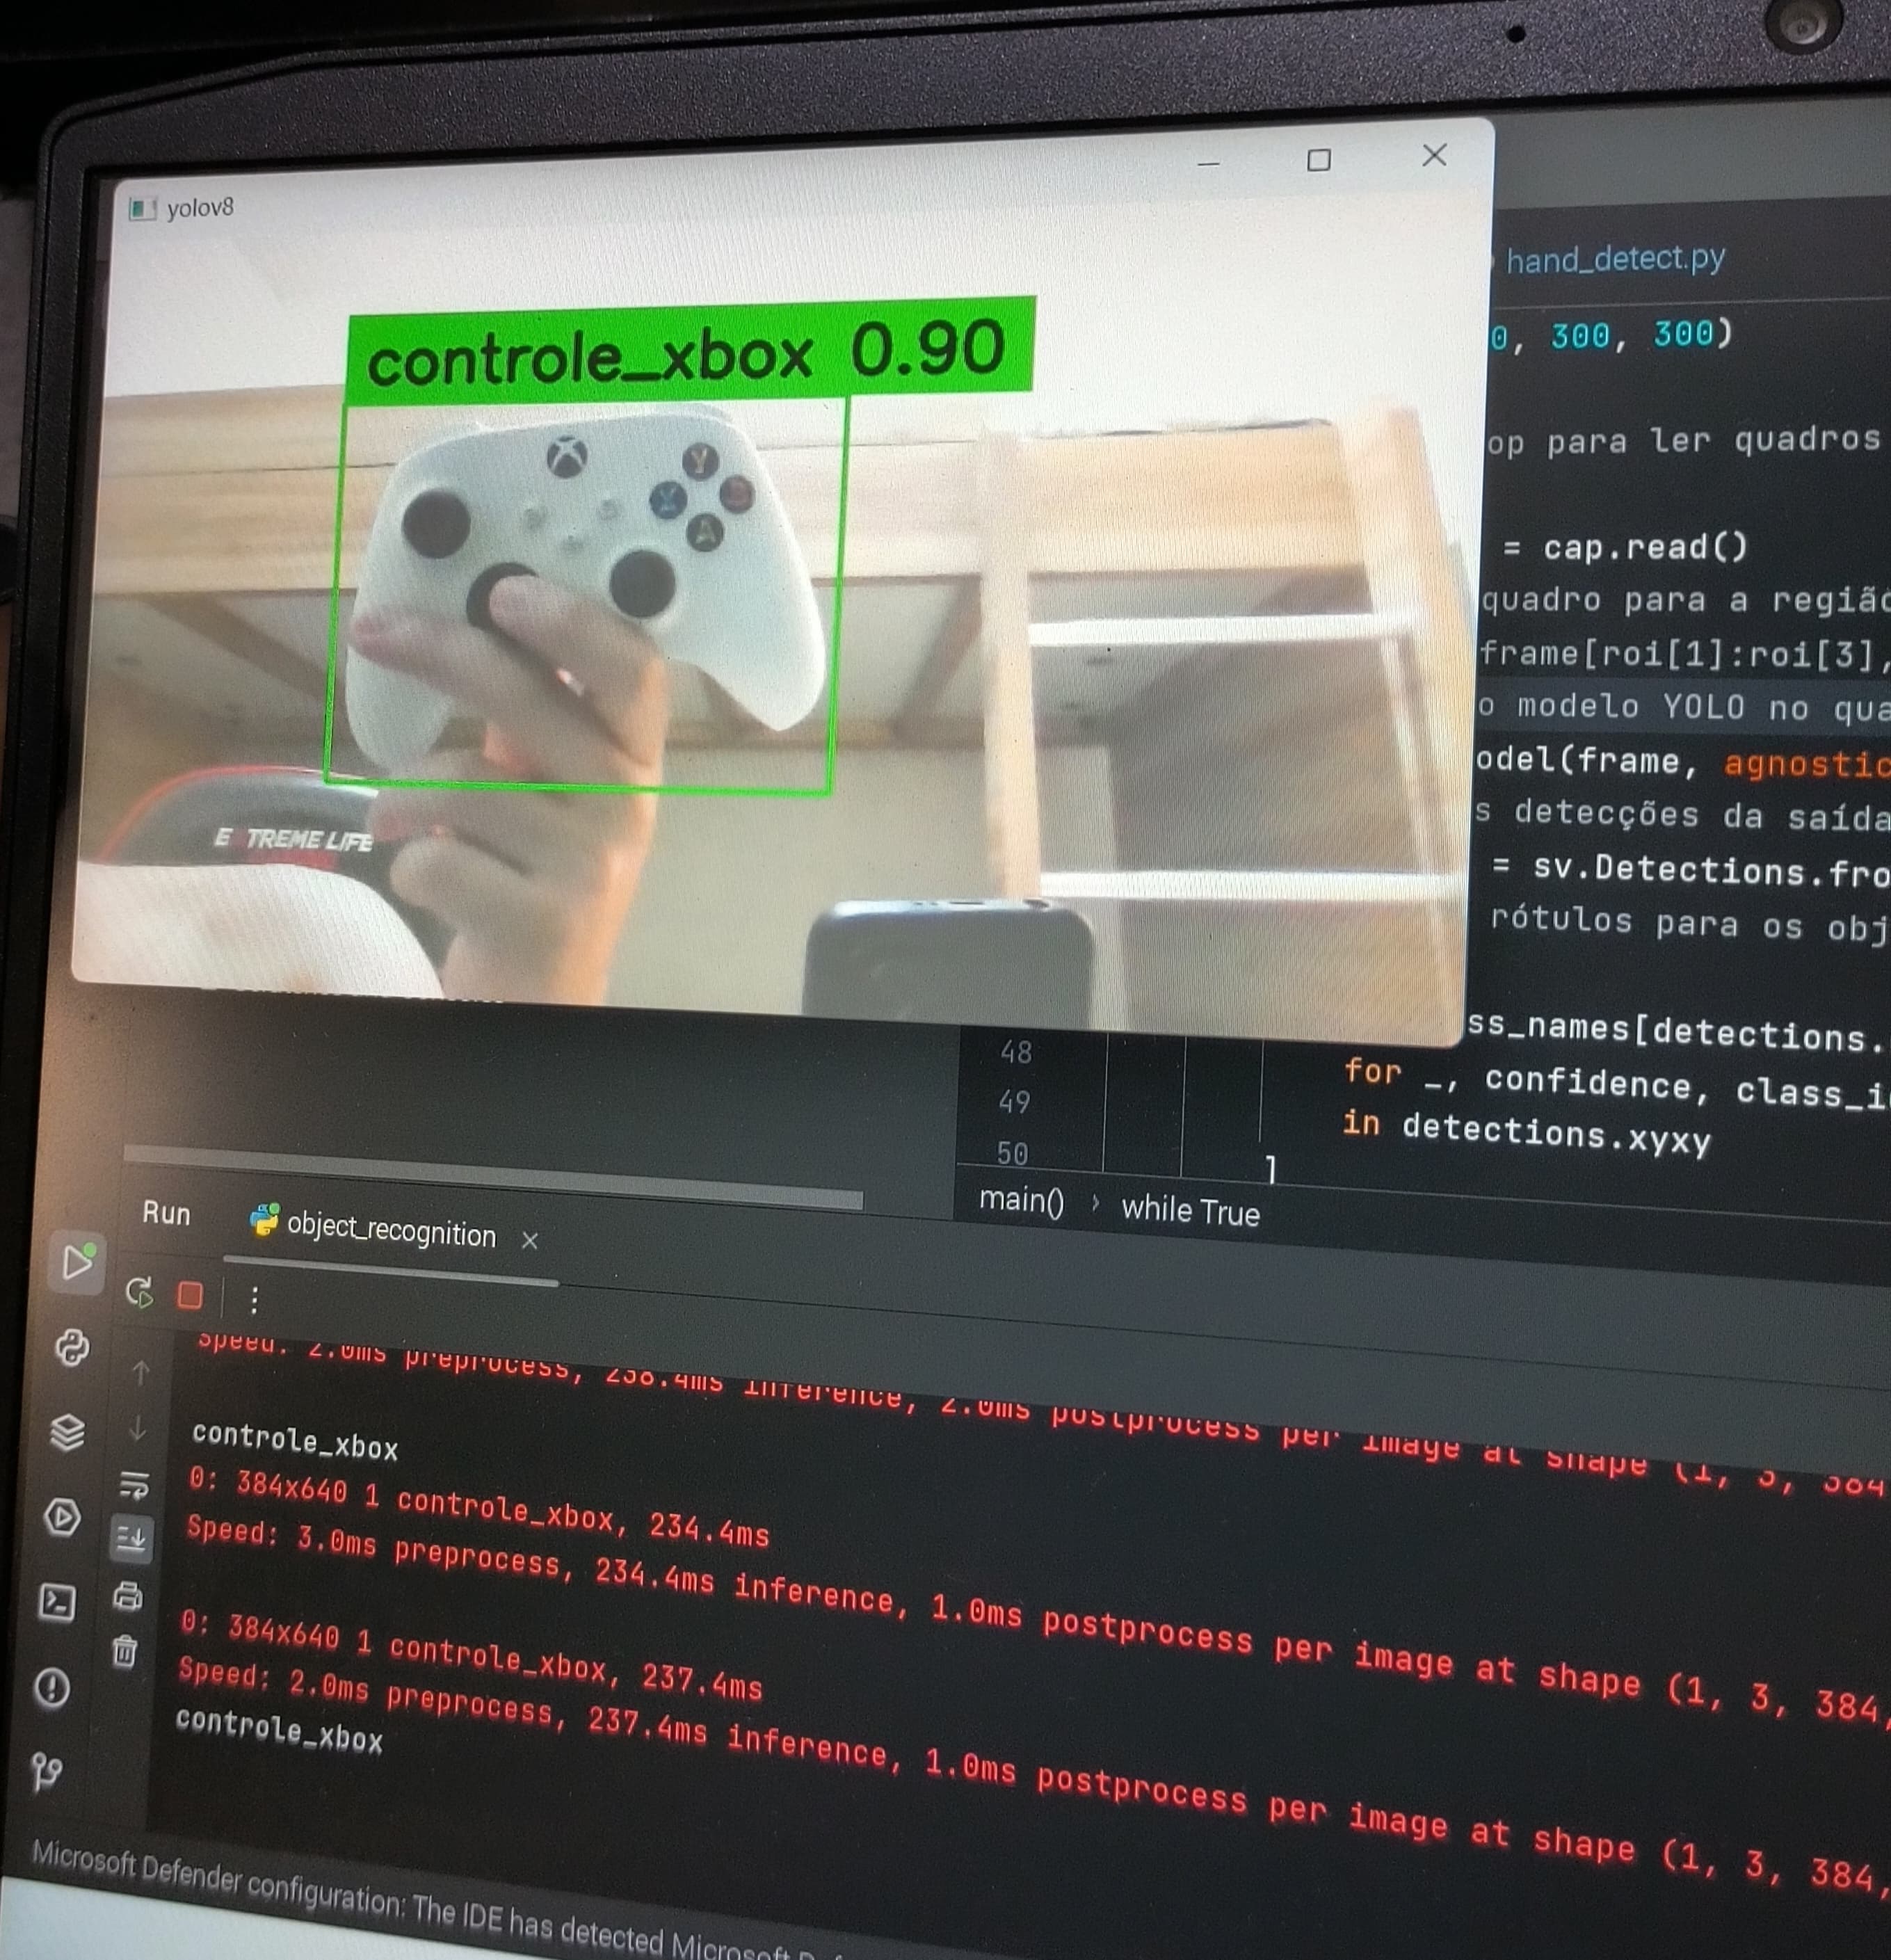 yolov8
hand_detect.py
controle_xbox 0.90
0, 300, 300)
op para ler quadros
= cap.read()
quadro para a região
frame[roi[1]:roi[3],
o modelo YOLO no qua
odel(frame, agnostic
s detecções da saída
= sv.Detections.fro
rótulos para os obj
ss_names[detections.
Y
X
B
A
E TREME LIFE
48
for _, confidence, class_i
49
in detections.xyxy
50
]
main() › while True
Run
object_recognition
Speed: 2.0ms preprocess, 238.4ms inference, 2.0ms postprocess per image at shape (1, 3, 384
controle_xbox
0: 384x640 1 controle_xbox, 234.4ms
Speed: 3.0ms preprocess, 234.4ms inference, 1.0ms postprocess per image at shape (1, 3, 384,
0: 384x640 1 controle_xbox, 237.4ms
Speed: 2.0ms preprocess, 237.4ms inference, 1.0ms postprocess per image at shape (1, 3, 384,
controle_xbox
Microsoft Defender configuration: The IDE has detected Microsoft